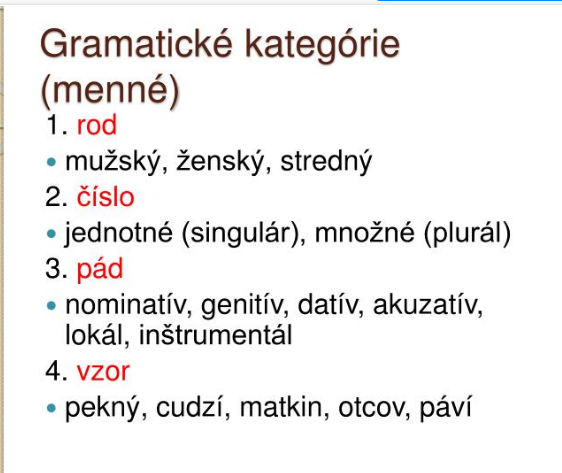 Gramatické kategórie
(menné)
1. rod
• mužský, ženský, stredný
2. číslo
• jednotné (singulár), množné (plurál)
3. pád
• nominatív, genitív, datív, akuzatív,
lokál, inštrumentál
4. vzor
• pekný, cudzí, matkin, otcov, páví